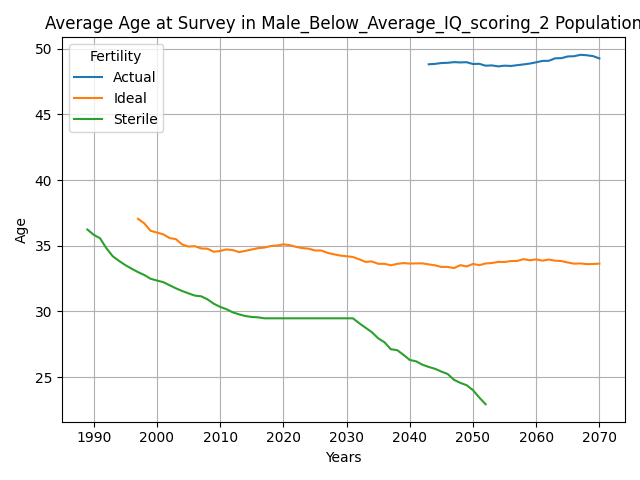 Average Age at Survey in Male_Below_Average_IQ_scoring_2 Population
Fertility
Actual
Ideal
Sterile
Age
50
45
40
35
30
25
1990 2000 2010 2020 2030 2040 2050 2060 2070
Years